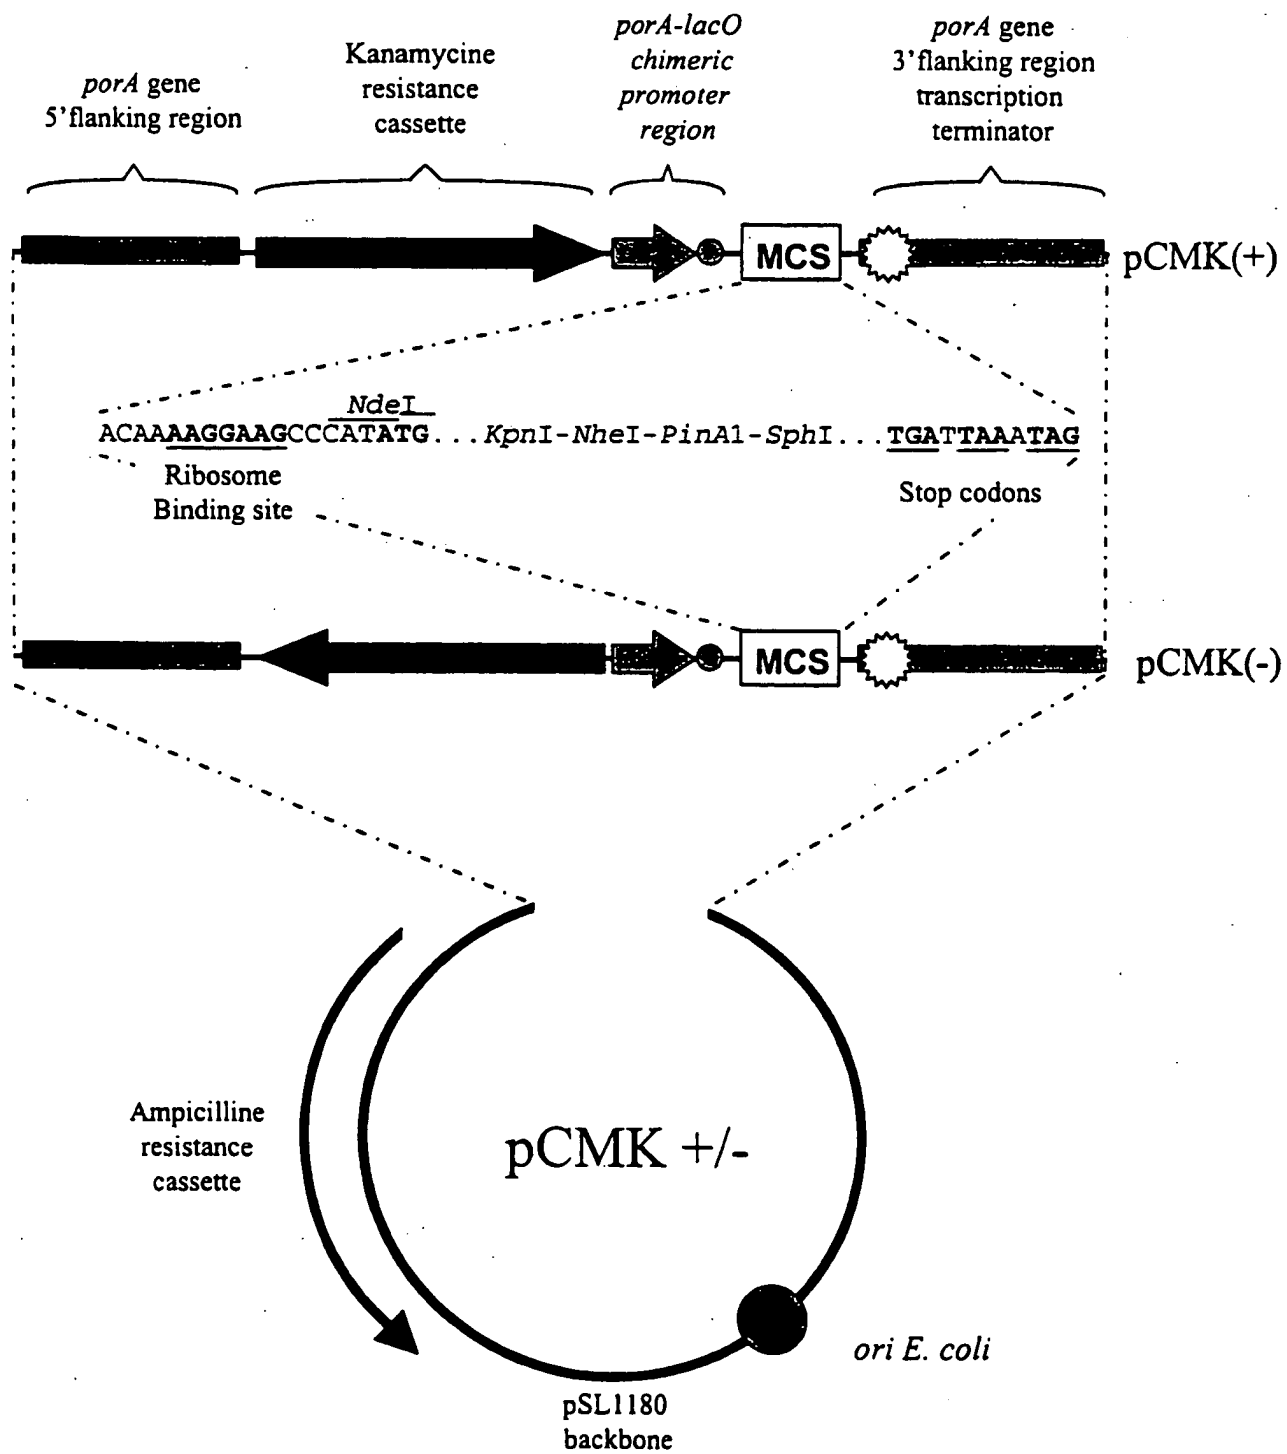 porA gene
5'flanking region
Kanamycine
resistance
cassette
porA-lacO
chimeric
promoter
region
porA gene
3'flanking region
transcription
terminator
MCS
pCMK(+)
NdeI
ACAAAAGGAAGCCCATATG...KpnI-NheI-PinA1-SphI...TGATTAAATAG
Ribosome
Binding site
Stop codons
MCS
pCMK(-)
Ampicilline
resistance
cassette
pCMK +/-
ori E. coli
pSL1180
backbone